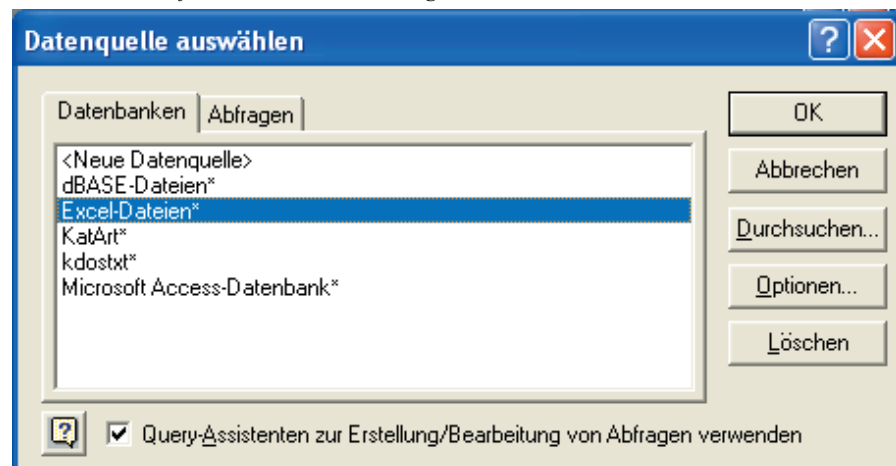 Datenquelle auswählen
Datenbanken
Abfragen
<Neue Datenquelle>
dBASE-Dateien*
Excel-Dateien*
KatArt*
kdostxt*
Microsoft Access-Datenbank*
OK
Abbrechen
Durchsuchen...
Optionen...
Löschen
Query-Assistenten zur Erstellung/Bearbeitung von Abfragen verwenden